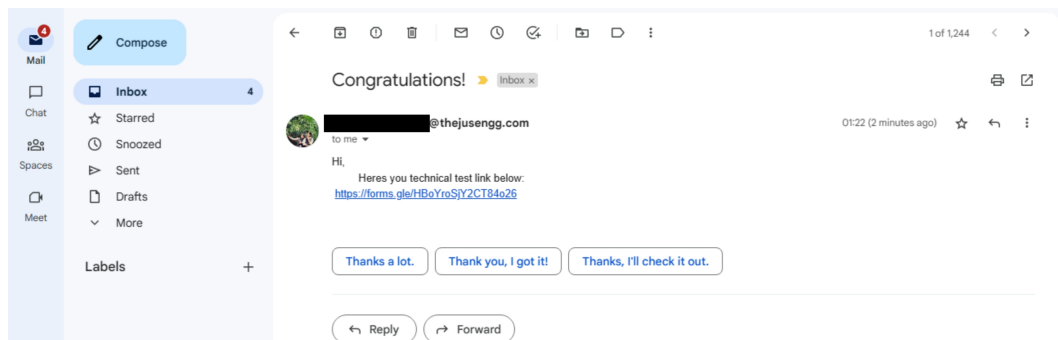 4
Mail
Chat
Spaces
Meet
Compose
Inbox 4
Starred
Snoozed
Sent
Drafts
More
Labels
1 of 1,244
Congratulations! Inbox ×
@thejusengg.com 01:22 (2 minutes ago)
to me
Hi,
Heres you technical test link below:
https://forms.gle/HBoYroSjY2CT84o26
Thanks a lot. Thank you, I got it! Thanks, I'll check it out.
Reply Forward